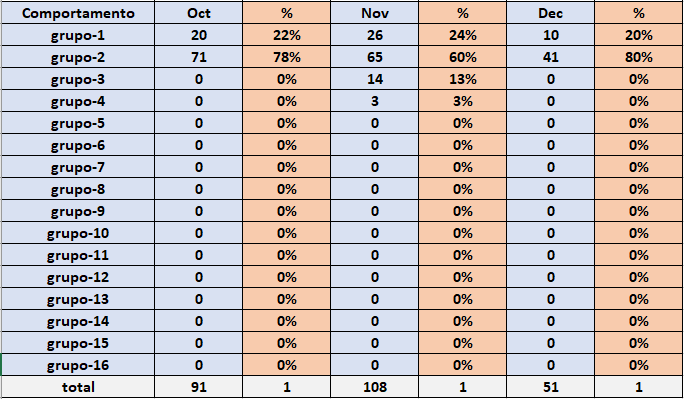 Comportamento Oct % Nov % Dec %
grupo-1 20 22% 26 24% 10 20%
grupo-2 71 78% 65 60% 41 80%
grupo-3 0 0% 14 13% 0 0%
grupo-4 0 0% 3 3% 0 0%
grupo-5 0 0% 0 0% 0 0%
grupo-6 0 0% 0 0% 0 0%
grupo-7 0 0% 0 0% 0 0%
grupo-8 0 0% 0 0% 0 0%
grupo-9 0 0% 0 0% 0 0%
grupo-10 0 0% 0 0% 0 0%
grupo-11 0 0% 0 0% 0 0%
grupo-12 0 0% 0 0% 0 0%
grupo-13 0 0% 0 0% 0 0%
grupo-14 0 0% 0 0% 0 0%
grupo-15 0 0% 0 0% 0 0%
grupo-16 0 0% 0 0% 0 0%
total 91 1 108 1 51 1